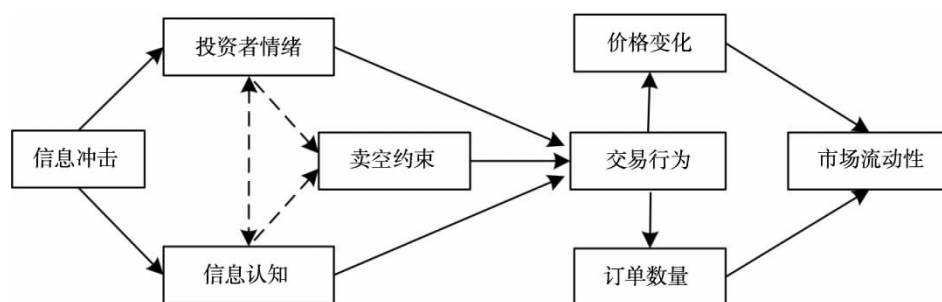 投资者情绪
价格变化
信息冲击
卖空约束
交易行为
市场流动性
信息认知
订单数量